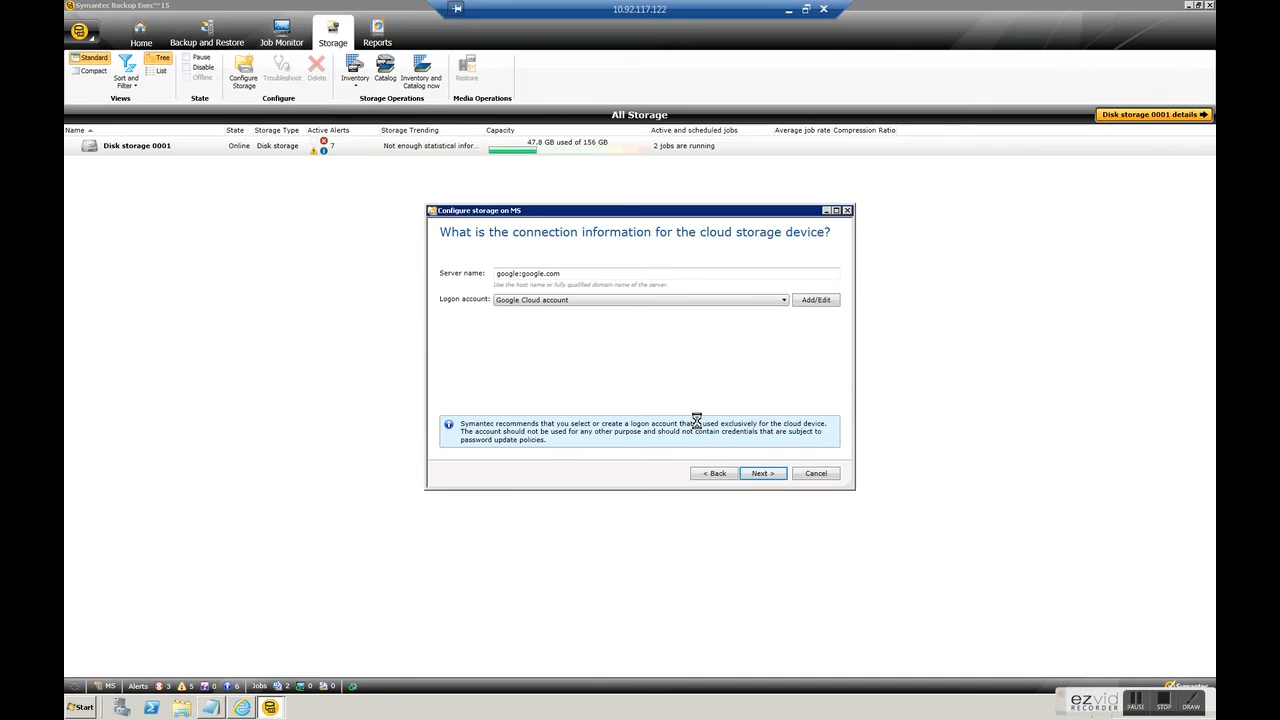 Symantec Backup Exec™ 15
10.92.117.122
Home
Backup and Restore
Job Monitor
Storage
Reports
Standard
Compact
Sort and Filter
Tree
List
Views
Pause
Disable
Offline
State
Configure Storage
Troubleshoot
Delete
Configure
Inventory
Catalog
Inventory and Catalog now
Storage Operations
Restore
Media Operations
All Storage
Disk storage 0001 details
Name State Storage Type Active Alerts Storage Trending Capacity Active and scheduled jobs Average job rate Compression Ratio
Disk storage 0001 Online Disk storage 7 Not enough statistical infor... 47.8 GB used of 156 GB 2 jobs are running
Configure storage on MS
What is the connection information for the cloud storage device?
Server name: google:google.com
Use the host name or fully qualified domain name of the server.
Logon account: Google Cloud account Add/Edit
Symantec recommends that you select or create a logon account that used exclusively for the cloud device.
The account should not be used for any other purpose and should not contain credentials that are subject to
password update policies.
< Back Next > Cancel
MS Alerts 3 5 0 6 Jobs 2 0 0
Start
ezvid
RECORDER
PAUSE STOP DRAW